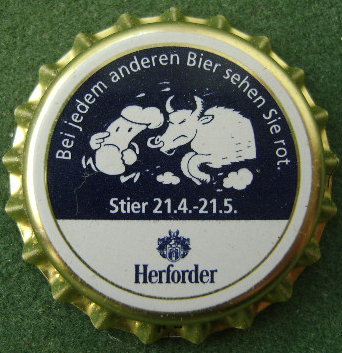 Bei jedem anderen Bier sehen Sie rot.
Stier 21.4.-21.5.
Herforder